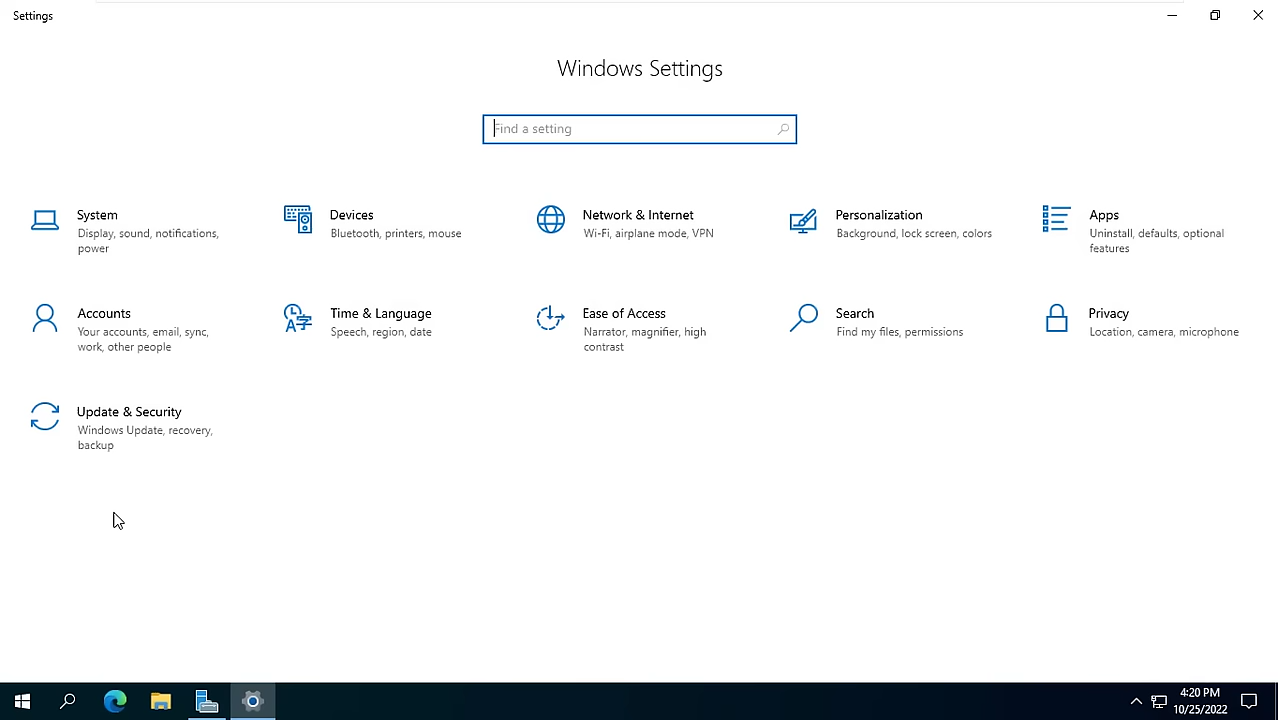 Settings
Windows Settings
Find a setting
System
Display, sound, notifications,
power
Devices
Bluetooth, printers, mouse
Network & Internet
Wi-Fi, airplane mode, VPN
Personalization
Background, lock screen, colors
Apps
Uninstall, defaults, optional
features
Accounts
Your accounts, email, sync,
work, other people
Time & Language
Speech, region, date
Ease of Access
Narrator, magnifier, high
contrast
Search
Find my files, permissions
Privacy
Location, camera, microphone
Update & Security
Windows Update, recovery,
backup
4:20 PM
10/25/2022